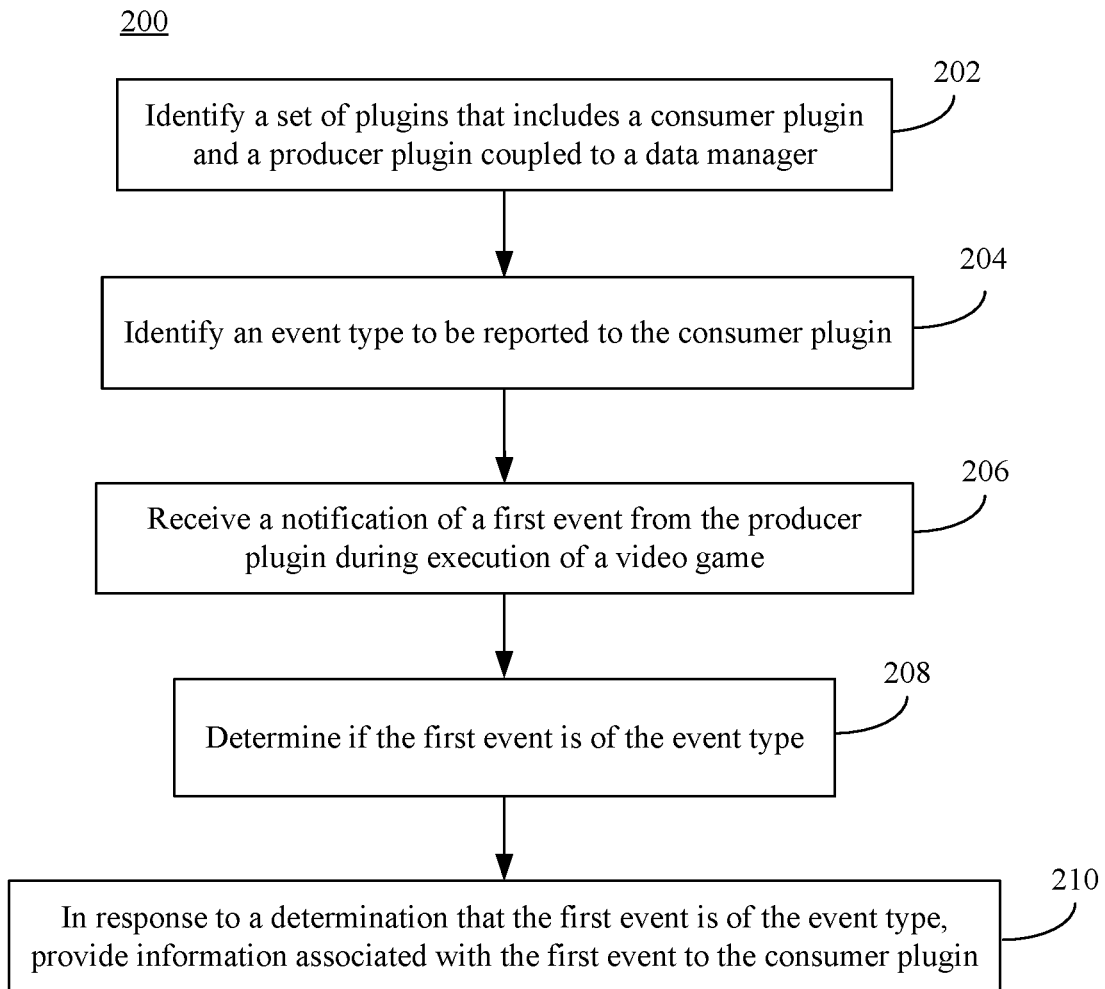 200
202
Identify a set of plugins that includes a consumer plugin
and a producer plugin coupled to a data manager
204
Identify an event type to be reported to the consumer plugin
206
Receive a notification of a first event from the producer
plugin during execution of a video game
208
Determine if the first event is of the event type
210
In response to a determination that the first event is of the event type,
provide information associated with the first event to the consumer plugin